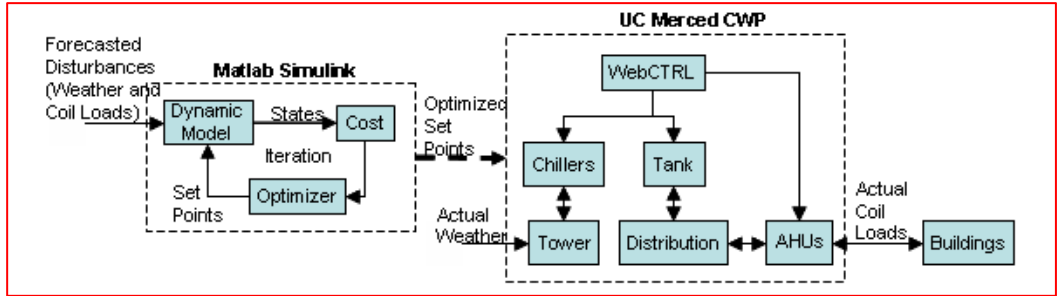 UC Merced CWP
Forecasted
Disturbances
(Weather and
Coil Loads)
Matlab Simulink
Dynamic
Model
States
Cost
Iteration
Set
Points
Optimizer
Optimized
Set
Points
WebCTRL
Chillers
Tank
Actual
Weather
Tower
Distribution
AHUs
Actual
Coil
Loads
Buildings